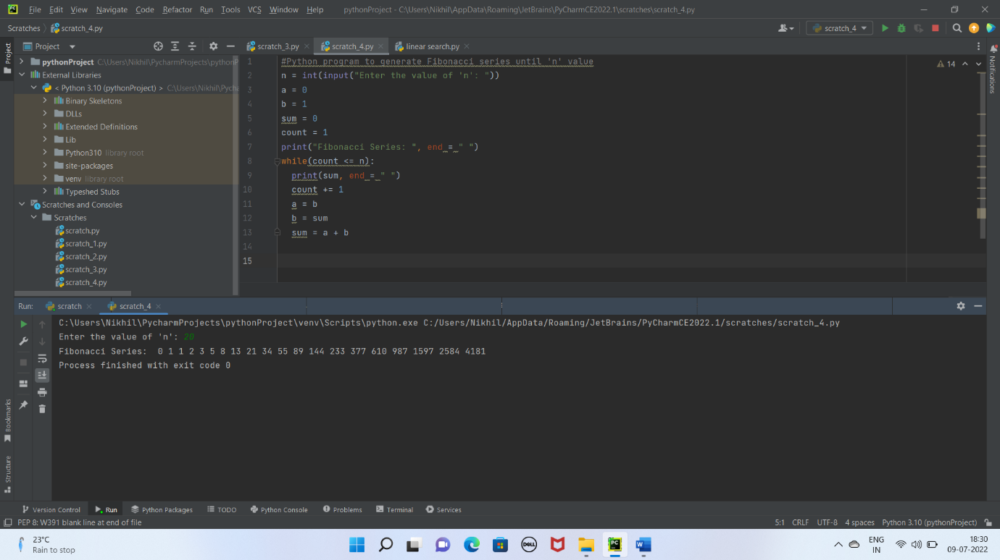 PC File Edit View Navigate Code Refactor Run Tools VCS Window Help pythonProject - C:\Users\Nikhil\AppData\Roaming\JetBrains\PyCharmCE2022.1\scratches\scratch_4.py
Scratches scratch_4.py scratch_4
Project
Project
pythonProject C:\Users\Nikhil\PycharmProjects\pythonP
External Libraries
< Python 3.10 (pythonProject) > C:\Users\Nikhil\Pycha
Binary Skeletons
DLLs
Extended Definitions
Lib
Python310 library root
site-packages
venv library root
Typeshed Stubs
Scratches and Consoles
Scratches
scratch.py
scratch_1.py
scratch_2.py
scratch_3.py
scratch_4.py
scratch_3.py scratch_4.py linear search.py
1 #Python program to generate Fibonacci series until 'n' value
2 n = int(input("Enter the value of 'n': "))
3 a = 0
4 b = 1
5 sum = 0
6 count = 1
7 print("Fibonacci Series: ", end = " ")
8 while(count <= n):
9 print(sum, end = " ")
10 count += 1
11 a = b
12 b = sum
13 sum = a + b
14
15
14
Notifications
Run: scratch scratch_4
C:\Users\Nikhil\PycharmProjects\pythonProject\venv\Scripts\python.exe C:/Users/Nikhil/AppData/Roaming/JetBrains/PyCharmCE2022.1/scratches/scratch_4.py
Enter the value of 'n': 20
Fibonacci Series:  0 1 1 2 3 5 8 13 21 34 55 89 144 233 377 610 987 1597 2584 4181
Process finished with exit code 0
Bookmarks
Structure
Version Control Run Python Packages TODO Python Console Problems Terminal Services
PEP 8: W391 blank line at end of file 5:1 CRLF UTF-8 4 spaces Python 3.10 (pythonProject)
23°C
Rain to stop
DELL
PC
W
ENG
IN
18:30
09-07-2022